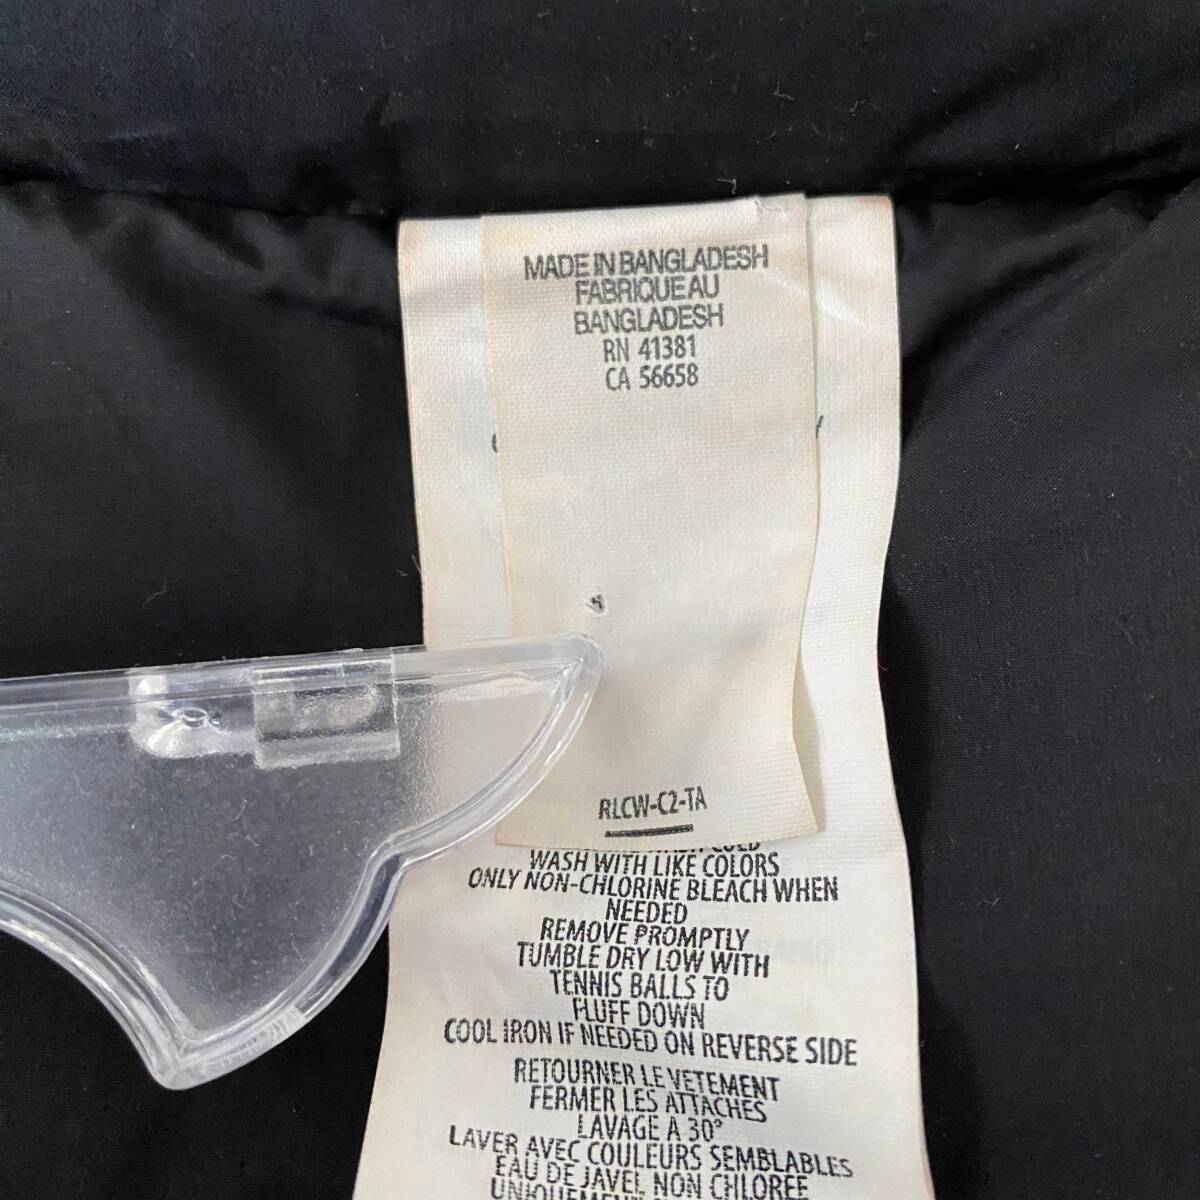 MADE IN BANGLADESH
FABRIQUE AU
BANGLADESH
RN 41381
CA 56658
RLCW-C2-TA
COLD
WASH WITH LIKE COLORS
ONLY NON-CHLORINE BLEACH WHEN
NEEDED
REMOVE PROMPTLY
TUMBLE DRY LOW WITH
TENNIS BALLS TO
FLUFF DOWN
COOL IRON IF NEEDED ON REVERSE SIDE
RETOURNER LE VETEMENT
FERMER LES ATTACHES
LAVAGE A 30°
LAVER AVEC COULEURS SEMBLABLES
EAU DE JAVEL NON CHLOREE
UNIQUEMENT